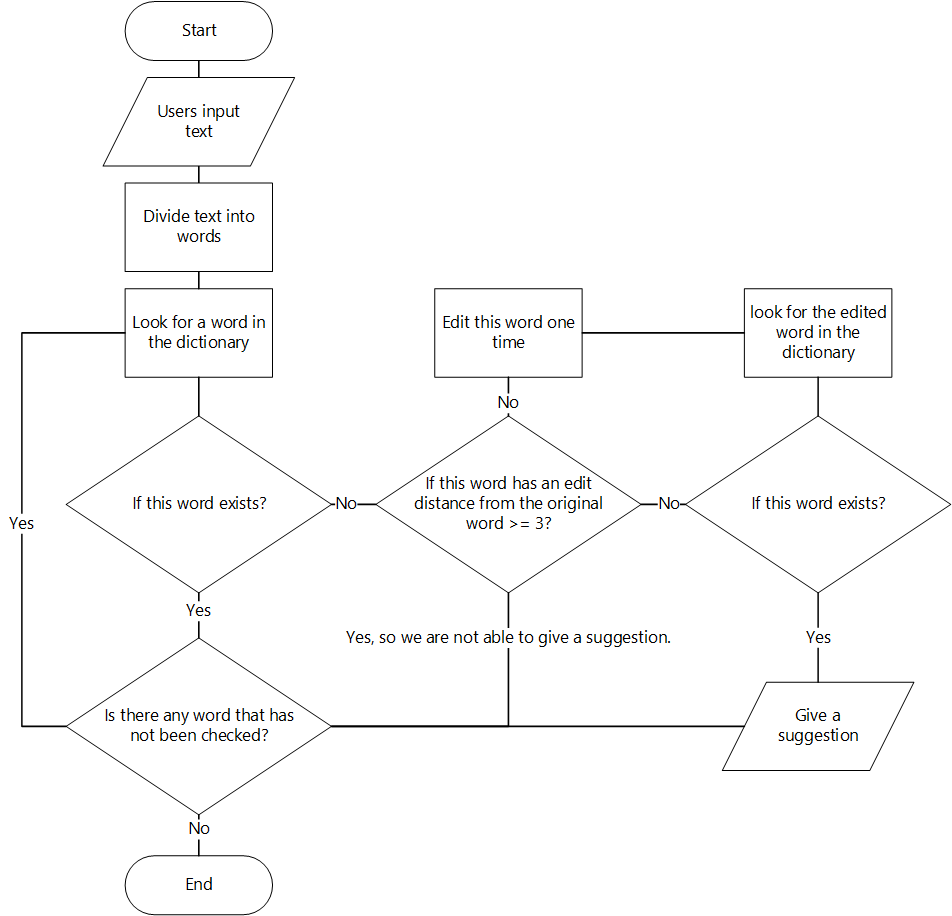 Start
Users input
text
Divide text into
words
Look for a word in
the dictionary
Edit this word one
time
look for the edited
word in the
dictionary
No
If this word exists?
No
If this word has an edit
distance from the original
word >= 3?
No
If this word exists?
Yes
Yes
Yes, so we are not able to give a suggestion.
Yes
Is there any word that has
not been checked?
Give a
suggestion
No
End